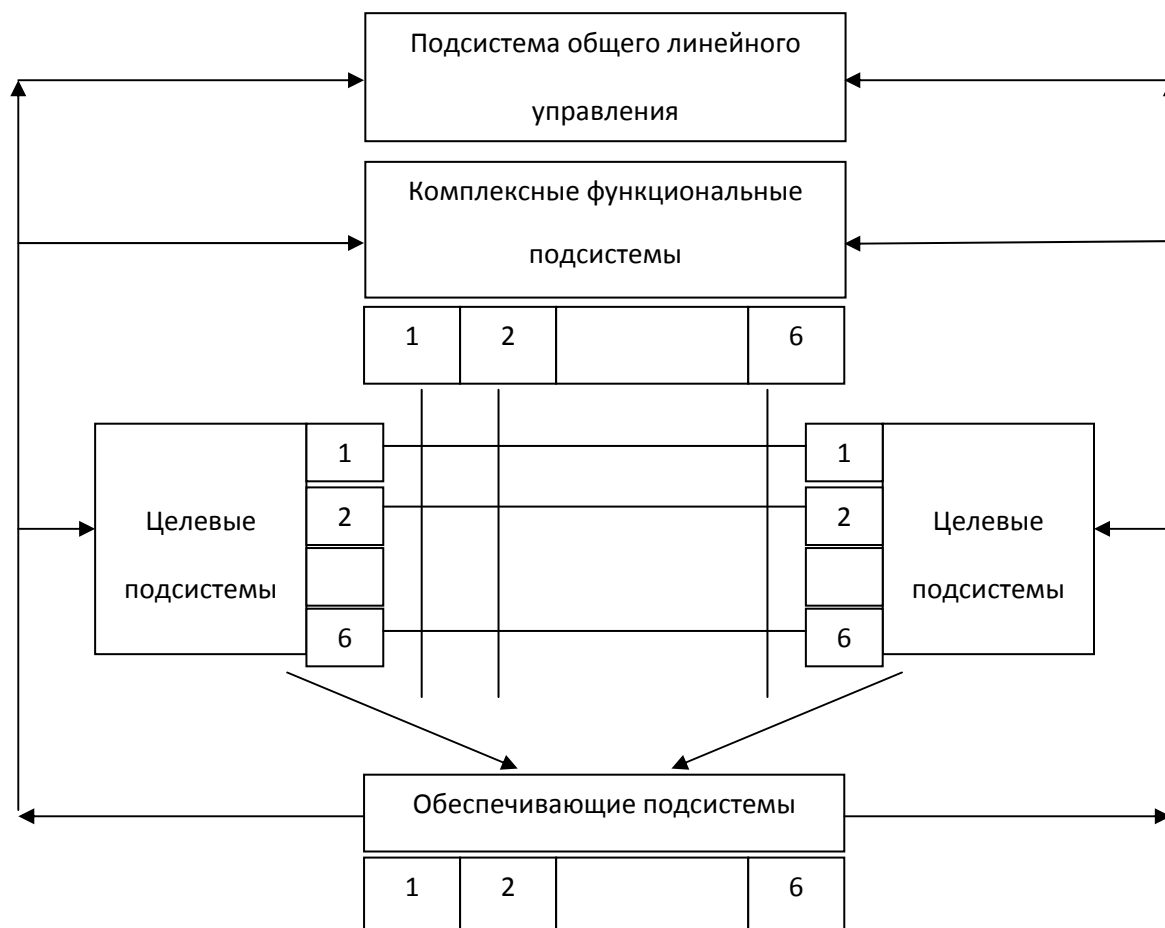 Подсистема общего линейного
управления
Комплексные функциональные
подсистемы
1 2 6
1
2
6
Целевые
подсистемы
1
2
6
Целевые
подсистемы
Обеспечивающие подсистемы
1 2 6